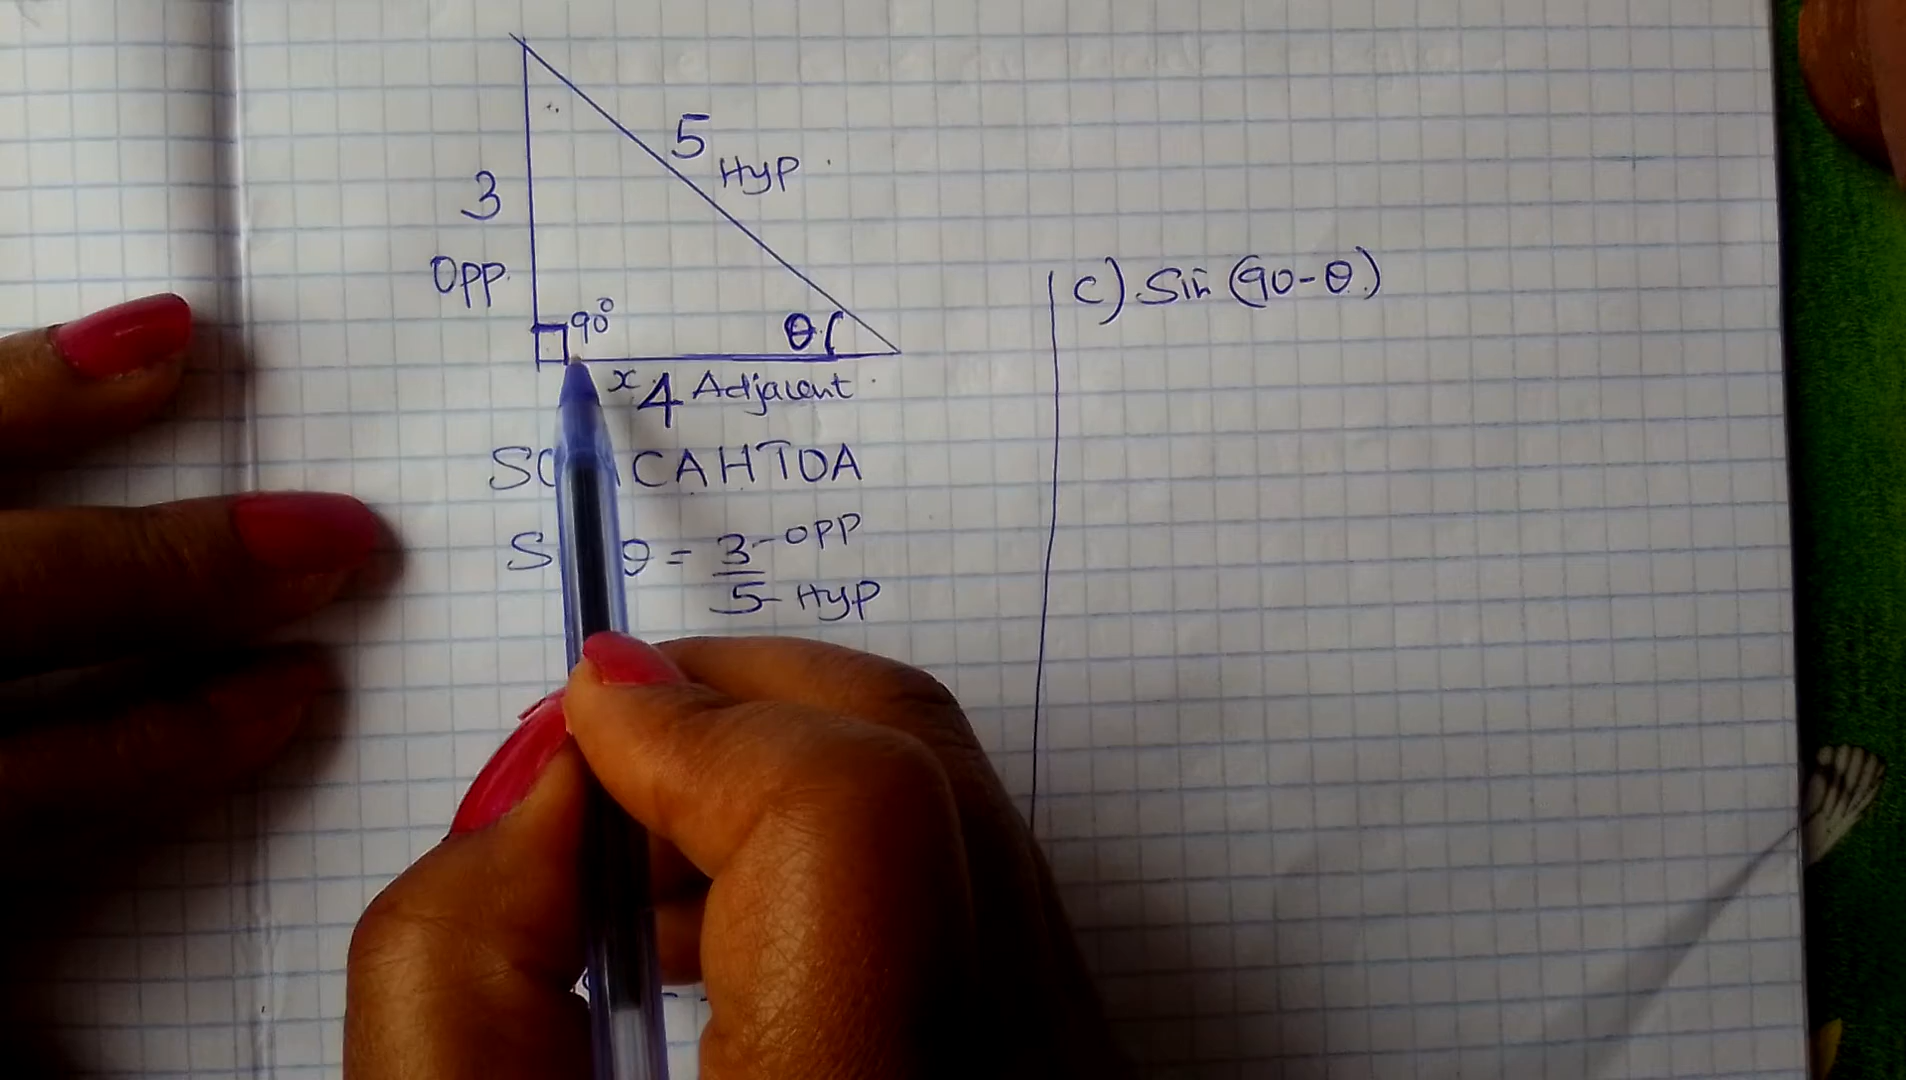 5
Hyp
3
Opp.
90°
θ
x 4 Adjacent
CAHTOA
= 3 - OPP
5 - Hyp
c) Sin (90-θ)